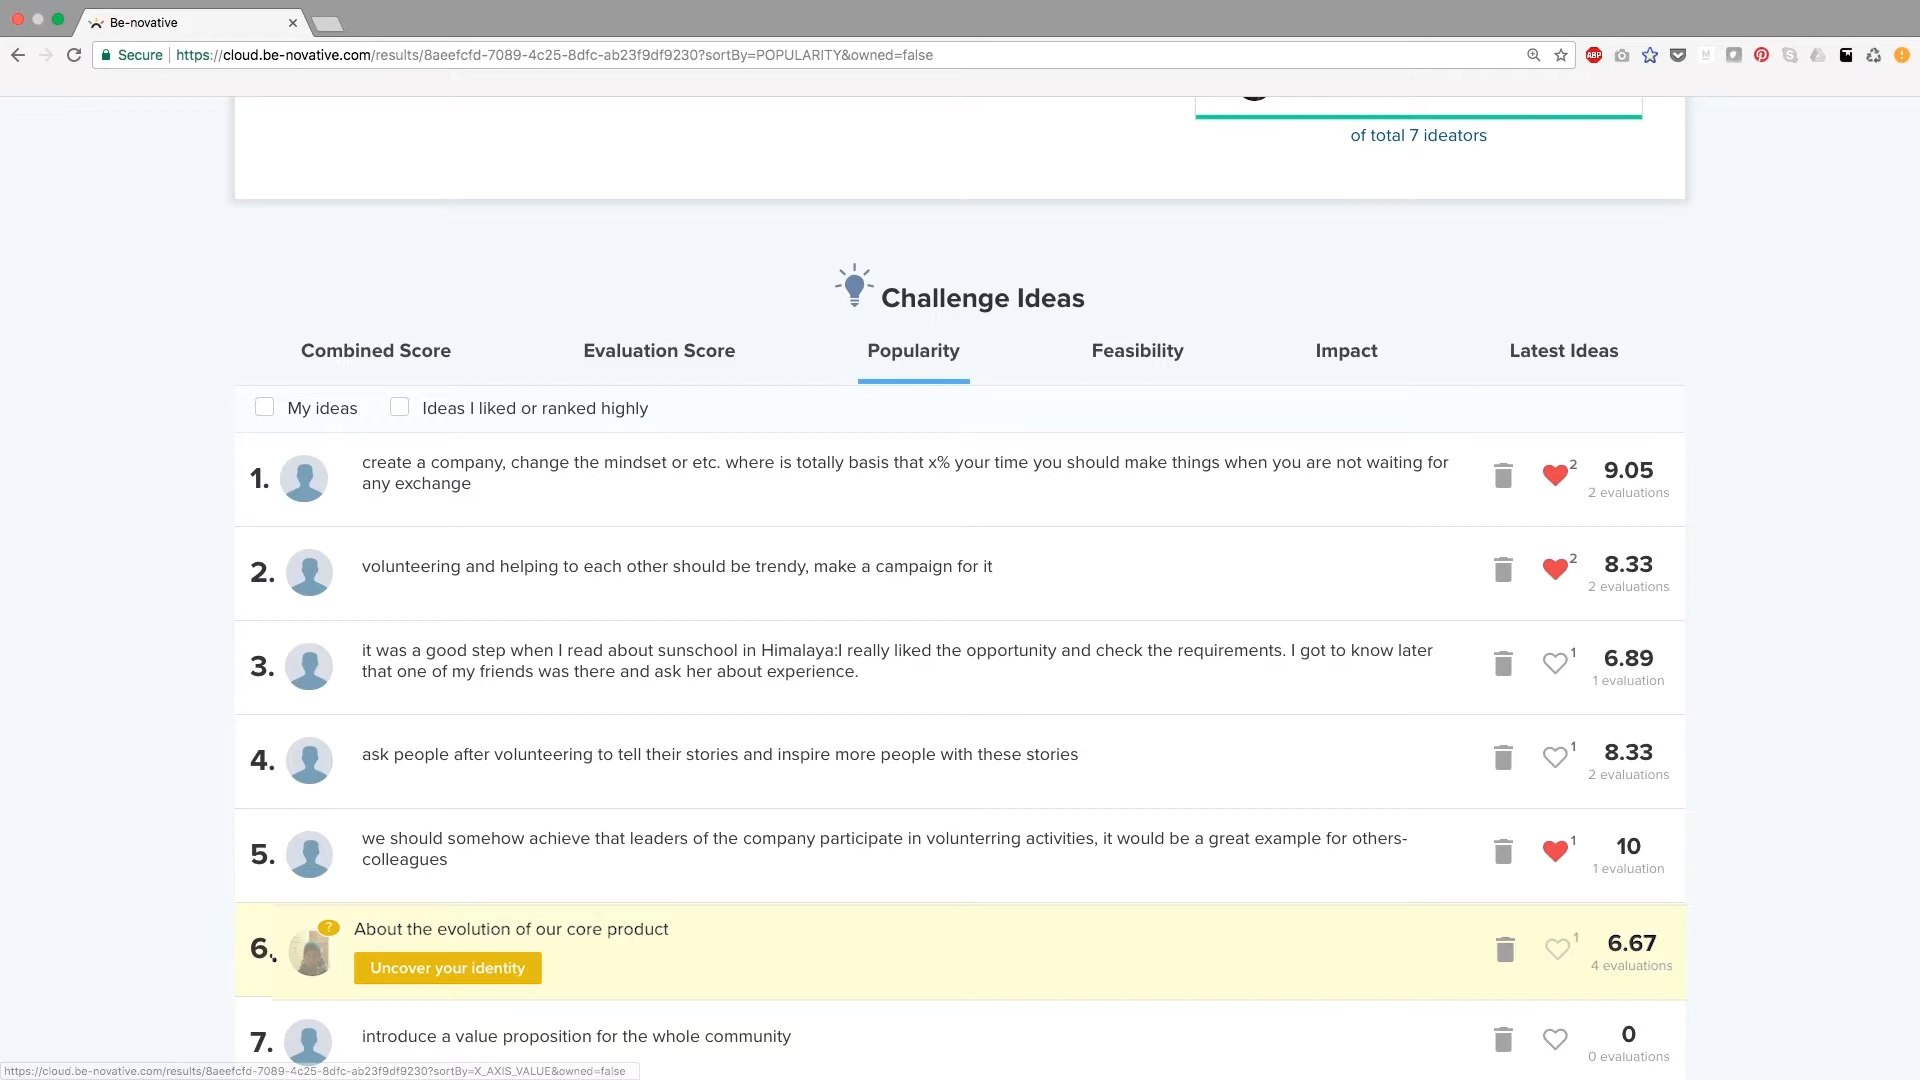 Be-novative
Secure https://cloud.be-novative.com/results/8aeefcfd-7089-4c25-8dfc-ab23f9df9230?sortBy=POPULARITY&owned=false
ABP
of total 7 ideators
Challenge Ideas
Combined Score Evaluation Score Popularity Feasibility Impact Latest Ideas
My ideas Ideas I liked or ranked highly
1. create a company, change the mindset or etc. where is totally basis that x% your time you should make things when you are not waiting for 2 9.05
any exchange 2 evaluations
2. volunteering and helping to each other should be trendy, make a campaign for it 2 8.33
2 evaluations
3. it was a good step when I read about sunschool in Himalaya:I really liked the opportunity and check the requirements. I got to know later 1 6.89
that one of my friends was there and ask her about experience. 1 evaluation
4. ask people after volunteering to tell their stories and inspire more people with these stories 1 8.33
2 evaluations
5. we should somehow achieve that leaders of the company participate in volunterring activities, it would be a great example for others- 1 10
colleagues 1 evaluation
6. ? About the evolution of our core product 1 6.67
Uncover your identity 4 evaluations
7. introduce a value proposition for the whole community 0
0 evaluations
https://cloud.be-novative.com/results/8aeefcfd-7089-4c25-8dfc-ab23f9df9230?sortBy=X_AXIS_VALUE&owned=false